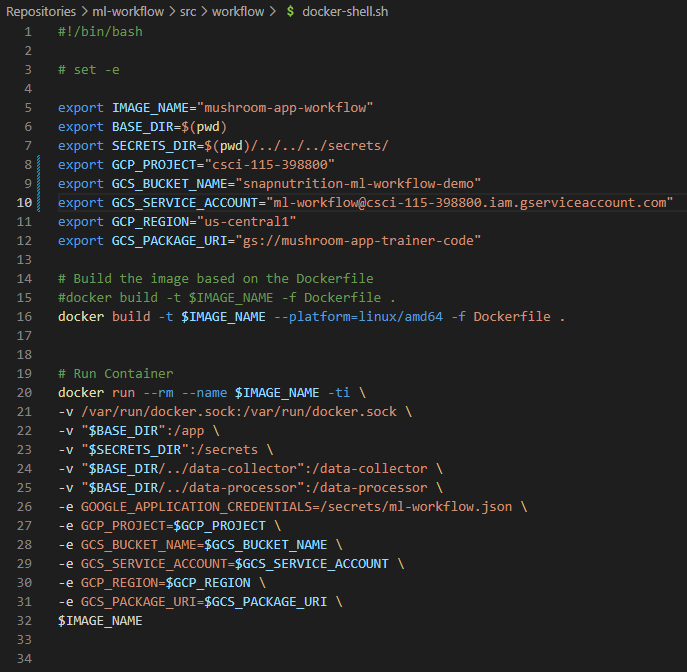 Repositories > ml-workflow > src > workflow > $ docker-shell.sh
1 #!/bin/bash
2
3 # set -e
4
5 export IMAGE_NAME="mushroom-app-workflow"
6 export BASE_DIR=$(pwd)
7 export SECRETS_DIR=$(pwd)/../../../secrets/
8 export GCP_PROJECT="csci-115-398800"
9 export GCS_BUCKET_NAME="snapnutrition-ml-workflow-demo"
10 export GCS_SERVICE_ACCOUNT="ml-workflow@csci-115-398800.iam.gserviceaccount.com"
11 export GCP_REGION="us-central1"
12 export GCS_PACKAGE_URI="gs://mushroom-app-trainer-code"
13
14 # Build the image based on the Dockerfile
15 #docker build -t $IMAGE_NAME -f Dockerfile .
16 docker build -t $IMAGE_NAME --platform=linux/amd64 -f Dockerfile .
17
18
19 # Run Container
20 docker run --rm --name $IMAGE_NAME -ti \
21 -v /var/run/docker.sock:/var/run/docker.sock \
22 -v "$BASE_DIR":/app \
23 -v "$SECRETS_DIR":/secrets \
24 -v "$BASE_DIR/../data-collector":/data-collector \
25 -v "$BASE_DIR/../data-processor":/data-processor \
26 -e GOOGLE_APPLICATION_CREDENTIALS=/secrets/ml-workflow.json \
27 -e GCP_PROJECT=$GCP_PROJECT \
28 -e GCS_BUCKET_NAME=$GCS_BUCKET_NAME \
29 -e GCS_SERVICE_ACCOUNT=$GCS_SERVICE_ACCOUNT \
30 -e GCP_REGION=$GCP_REGION \
31 -e GCS_PACKAGE_URI=$GCS_PACKAGE_URI \
32 $IMAGE_NAME
33
34